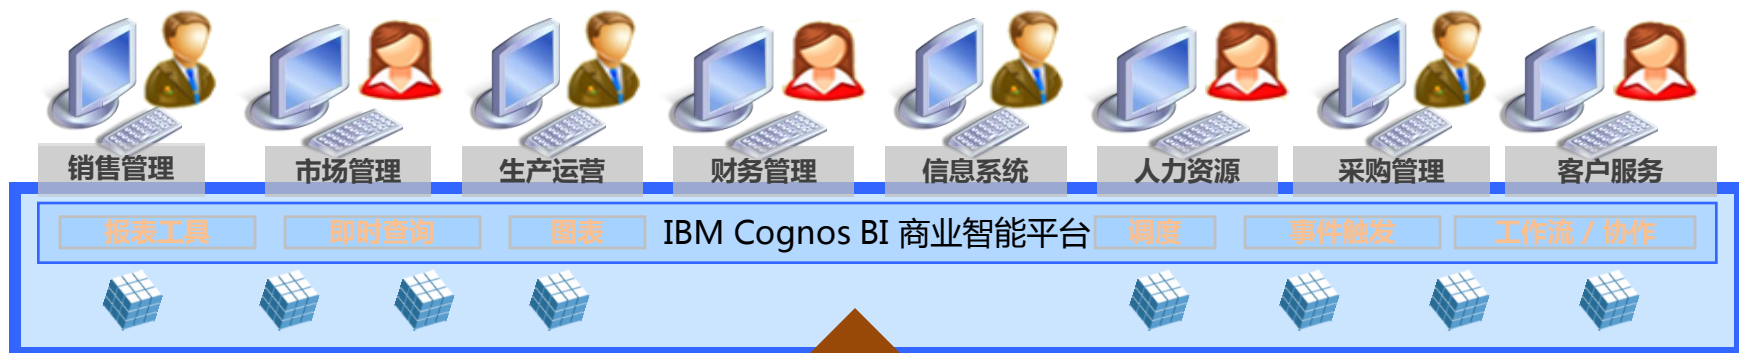 销售管理 市场管理 生产运营 财务管理 信息系统 人力资源 采购管理 客户服务
报表工具 即时查询 图表 IBM Cognos BI 商业智能平台 调度 事件触发 工作流 / 协作